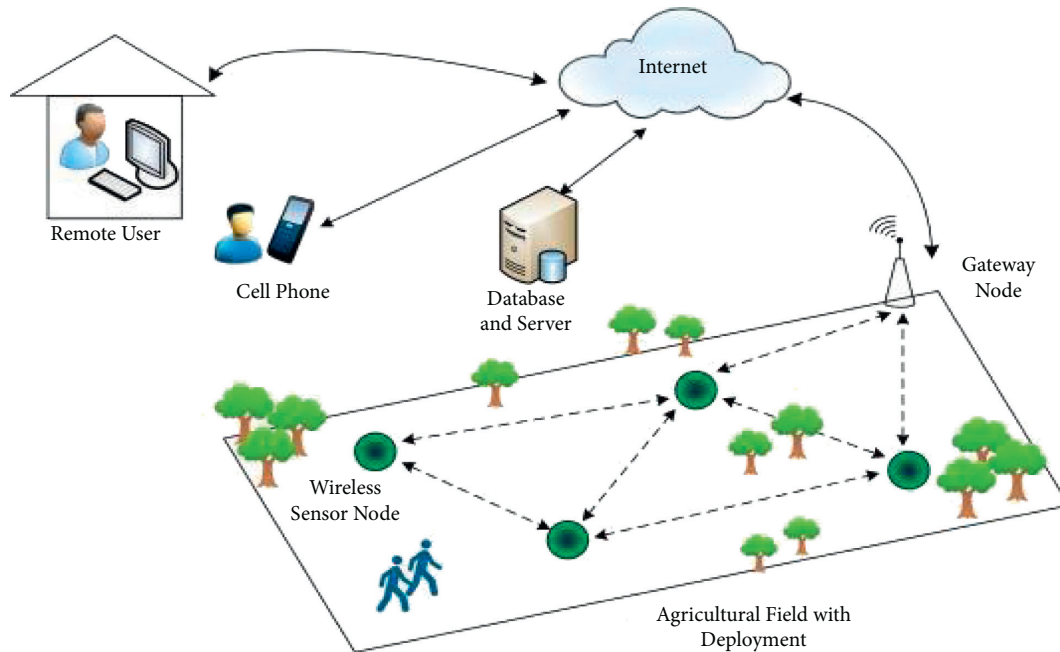 Internet
Remote User
Cell Phone
Database
and Server
Gateway
Node
Wireless
Sensor Node
Agricultural Field with
Deployment